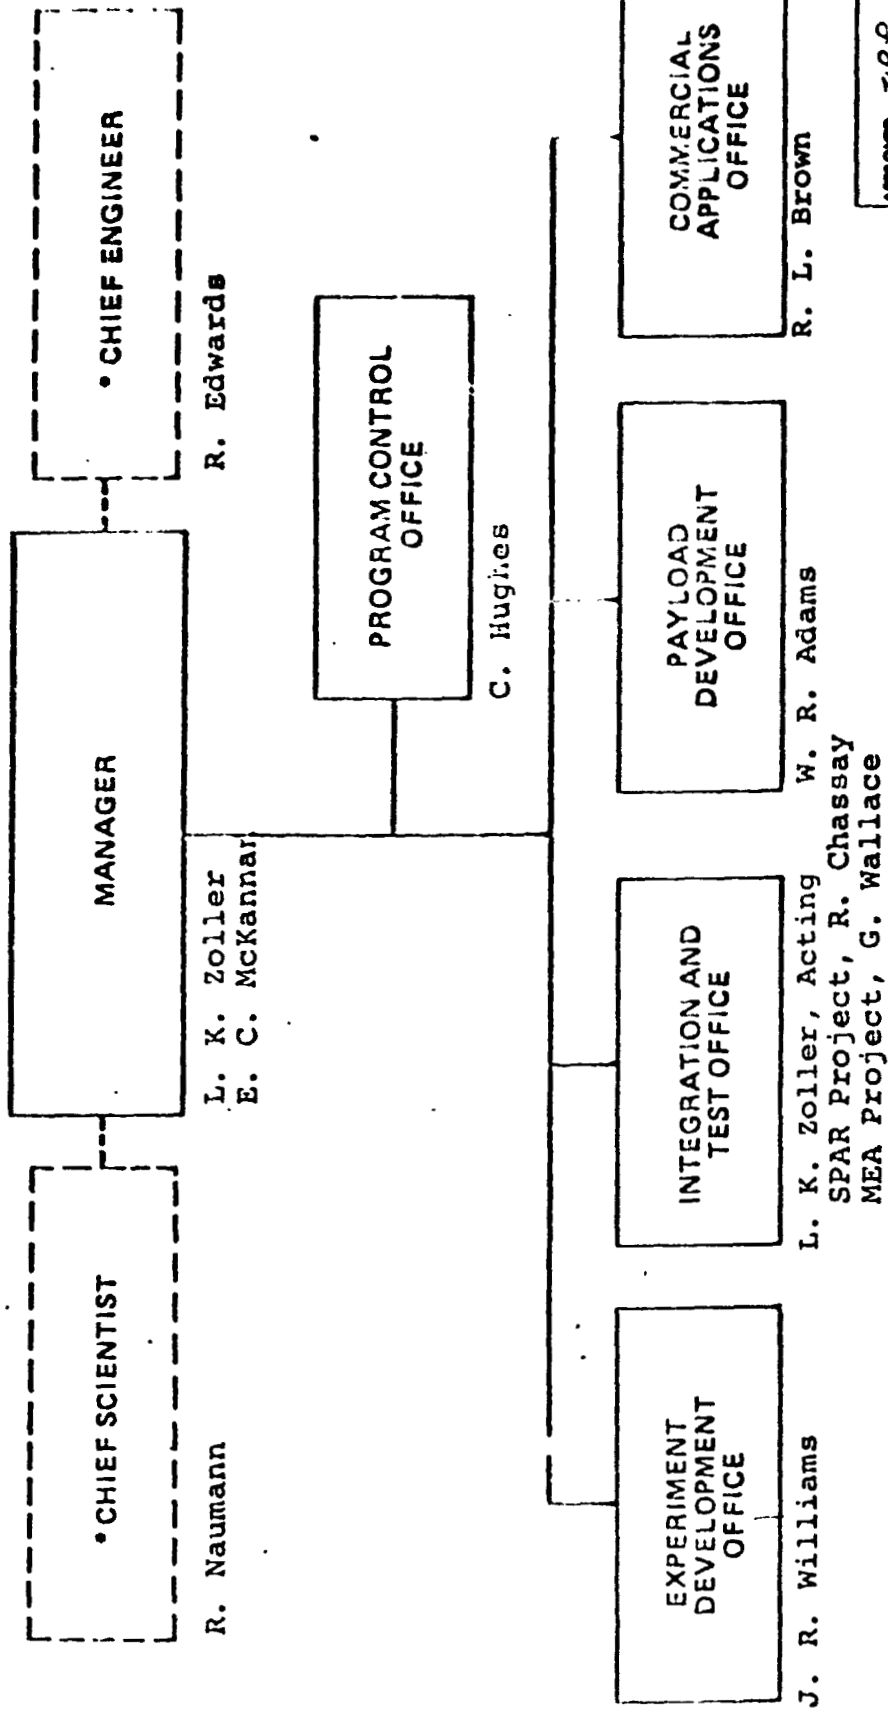 *CHIEF SCIENTIST
R. Naumann
MANAGER
L. K. Zoller
E. C. McKannan
*CHIEF ENGINEER
R. Edwards
PROGRAM CONTROL
OFFICE
C. Hughes
EXPERIMENT
DEVELOPMENT
OFFICE
J. R. Williams
INTEGRATION AND
TEST OFFICE
L. K. Zoller, Acting
SPAR Project, R. Chassay
MEA Project, G. Wallace
PAYLOAD
DEVELOPMENT
OFFICE
W. R. Adams
COMMERCIAL
APPLICATIONS
OFFICE
R. L. Brown